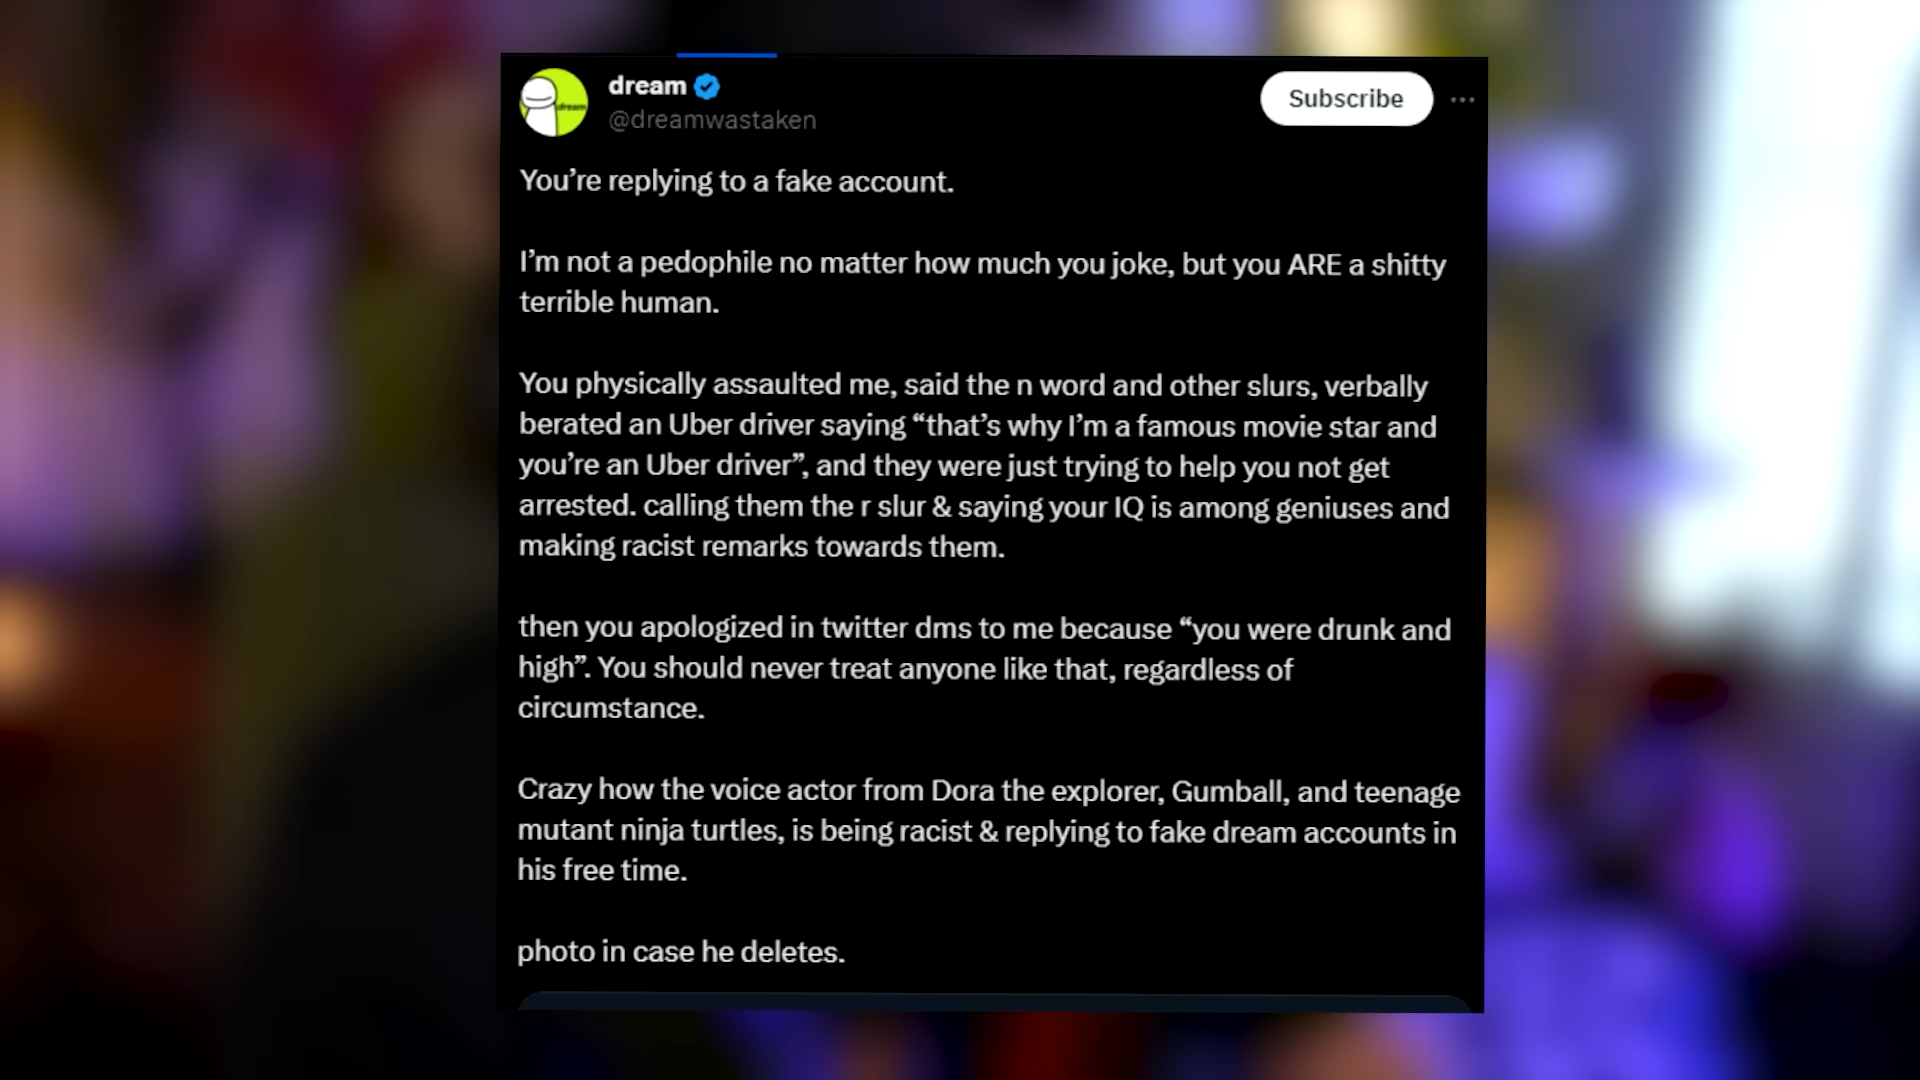 dream
@dreamwastaken
Subscribe
dream
You’re replying to a fake account.
I’m not a pedophile no matter how much you joke, but you ARE a shitty
terrible human.
You physically assaulted me, said the n word and other slurs, verbally
berated an Uber driver saying “that’s why I’m a famous movie star and
you’re an Uber driver”, and they were just trying to help you not get
arrested. calling them the r slur & saying your IQ is among geniuses and
making racist remarks towards them.
then you apologized in twitter dms to me because “you were drunk and
high”. You should never treat anyone like that, regardless of
circumstance.
Crazy how the voice actor from Dora the explorer, Gumball, and teenage
mutant ninja turtles, is being racist & replying to fake dream accounts in
his free time.
photo in case he deletes.